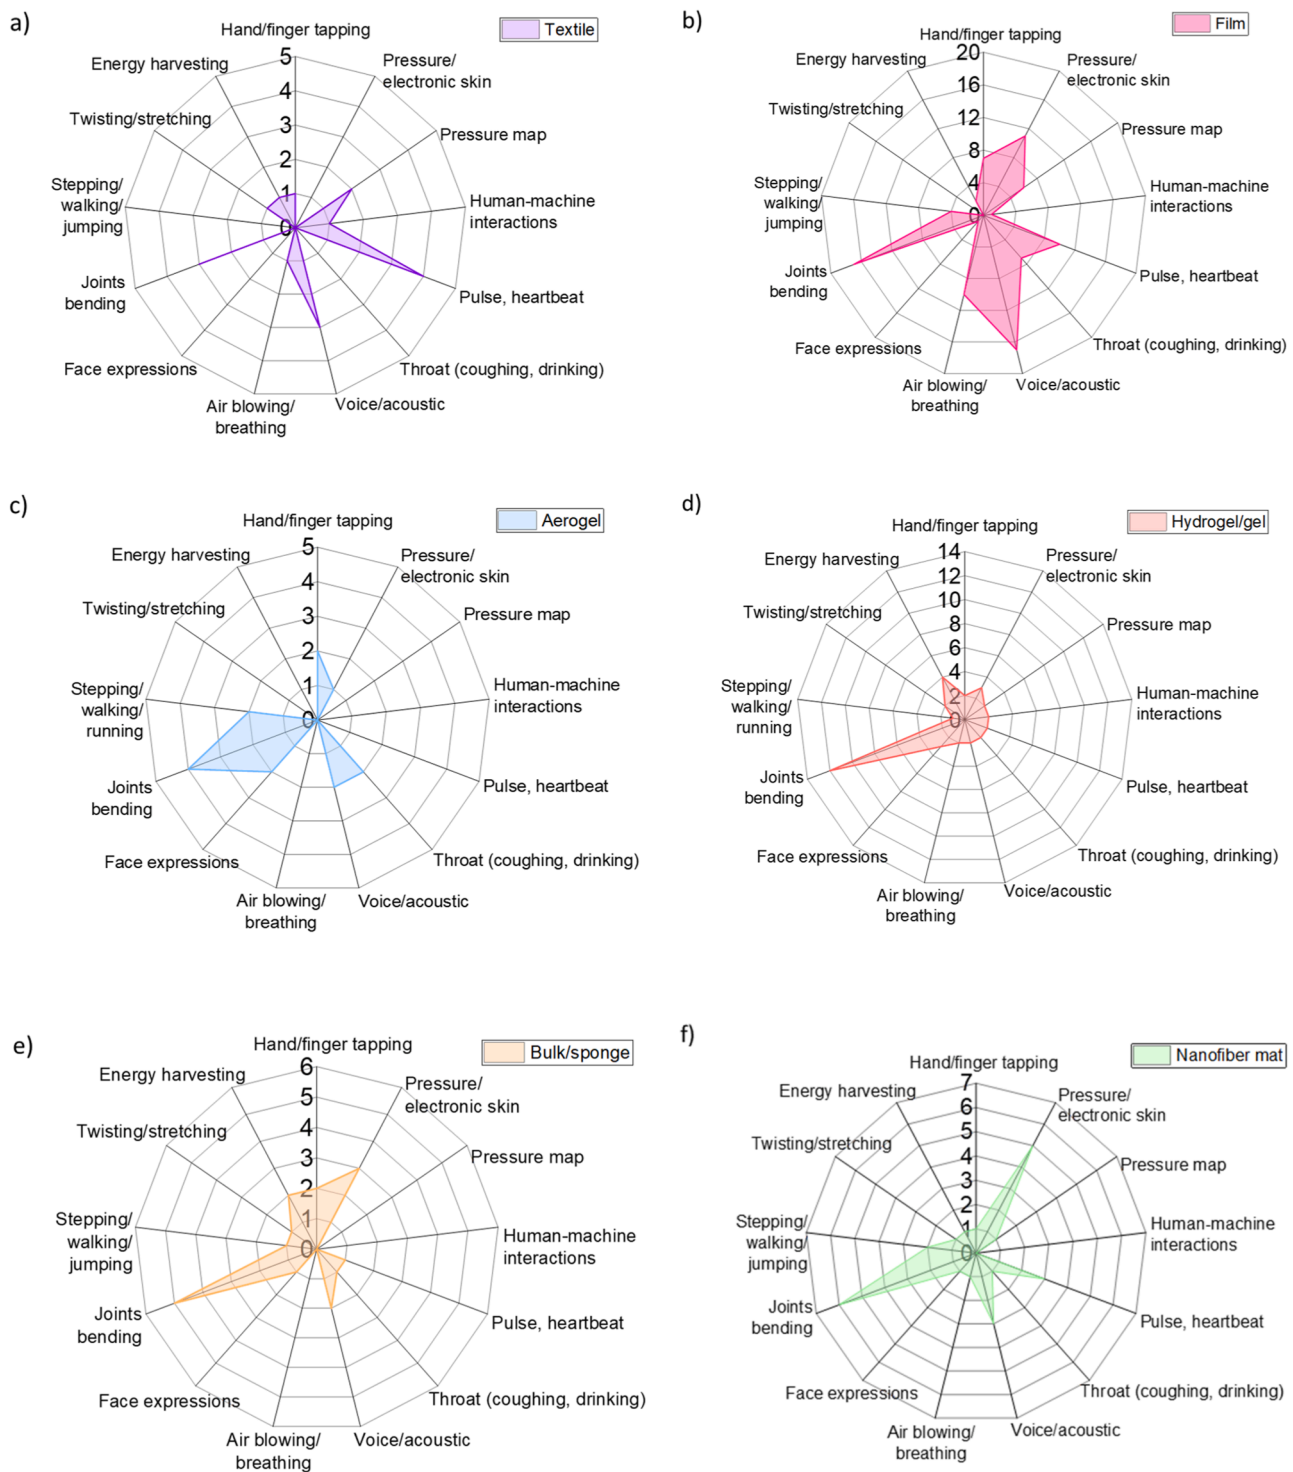 a)
Textile
Hand/finger tapping
Energy harvesting
Pressure/
electronic skin
Twisting/stretching
Pressure map
Stepping/
walking/
jumping
Human-machine
interactions
Joints
bending
Pulse, heartbeat
Face expressions
Throat (coughing, drinking)
Air blowing/
breathing
Voice/acoustic
5
4
3
2
1
0
b)
Film
Hand/finger tapping
Energy harvesting
Pressure/
electronic skin
Twisting/stretching
Pressure map
Stepping/
walking/
jumping
Human-machine
interactions
Joints
bending
Pulse, heartbeat
Face expressions
Throat (coughing, drinking)
Air blowing/
breathing
Voice/acoustic
20
16
12
8
4
0
c)
Aerogel
Hand/finger tapping
Energy harvesting
Pressure/
electronic skin
Twisting/stretching
Pressure map
Stepping/
walking/
running
Human-machine
interactions
Joints
bending
Pulse, heartbeat
Face expressions
Throat (coughing, drinking)
Air blowing/
breathing
Voice/acoustic
5
4
3
2
1
0
d)
Hydrogel/gel
Hand/finger tapping
Energy harvesting
Pressure/
electronic skin
Twisting/stretching
Pressure map
Stepping/
walking/
running
Human-machine
interactions
Joints
bending
Pulse, heartbeat
Face expressions
Throat (coughing, drinking)
Air blowing/
breathing
Voice/acoustic
14
12
10
8
6
4
2
0
e)
Bulk/sponge
Hand/finger tapping
Energy harvesting
Pressure/
electronic skin
Twisting/stretching
Pressure map
Stepping/
walking/
jumping
Human-machine
interactions
Joints
bending
Pulse, heartbeat
Face expressions
Throat (coughing, drinking)
Air blowing/
breathing
Voice/acoustic
6
5
4
3
2
1
0
f)
Nanofiber mat
Hand/finger tapping
Energy harvesting
Pressure/
electronic skin
Twisting/stretching
Pressure map
Stepping/
walking/
jumping
Human-machine
interactions
Joints
bending
Pulse, heartbeat
Face expressions
Throat (coughing, drinking)
Air blowing/
breathing
Voice/acoustic
7
6
5
4
3
2
1
0